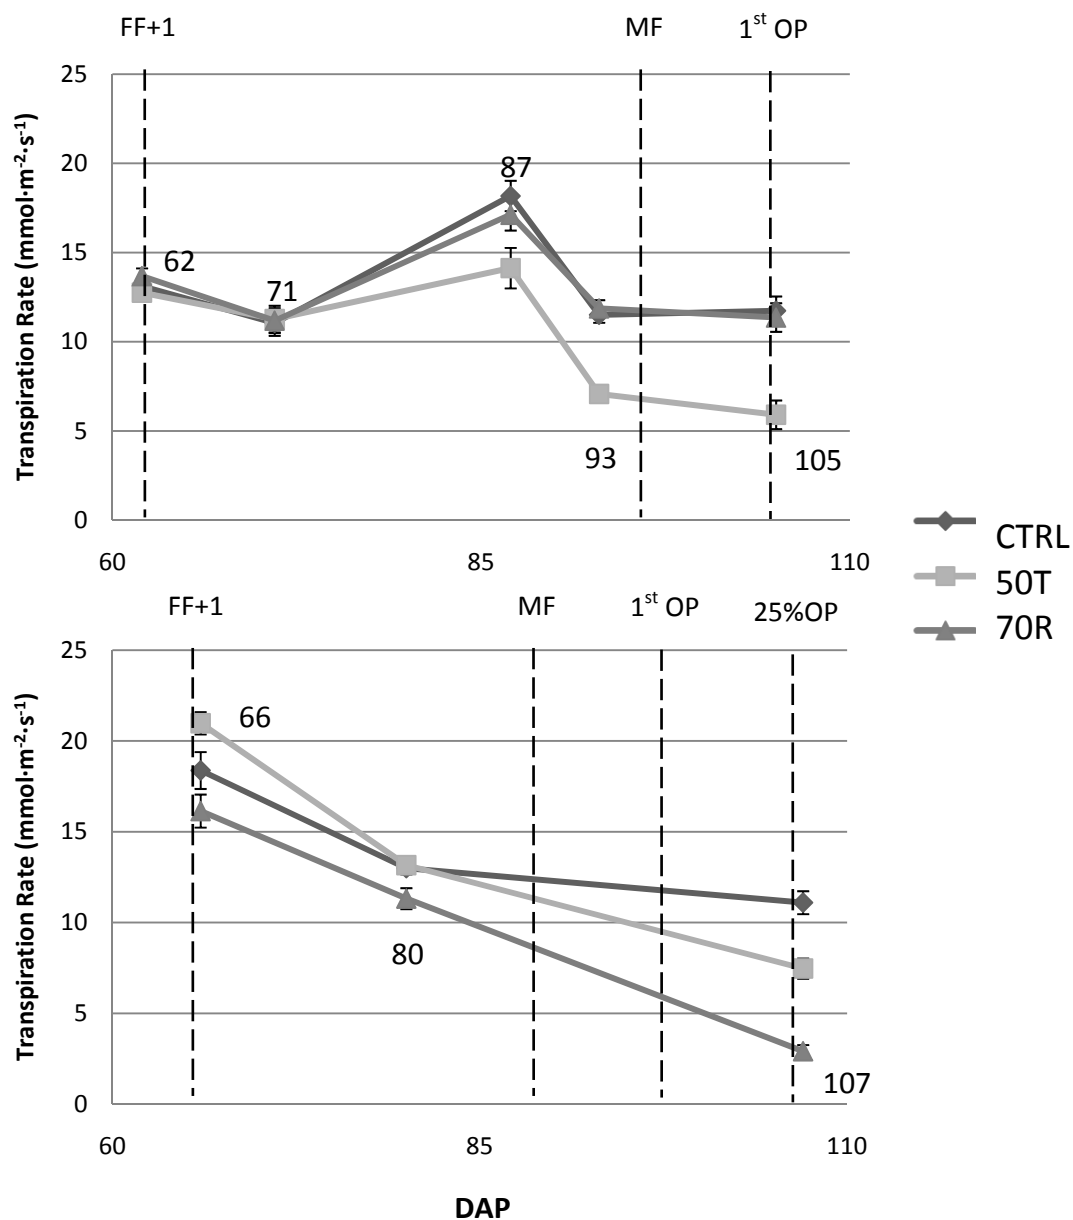 FF+1 MF 1st OP
25
20
15
10
5
0
Transpiration Rate (mmol·m-2·s-1)
62
71
87
93
105
60 85 110
CTRL
50T
70R
FF+1 MF 1st OP 25%OP
25
20
15
10
5
0
Transpiration Rate (mmol·m-2·s-1)
66
80
107
60 85 110
DAP